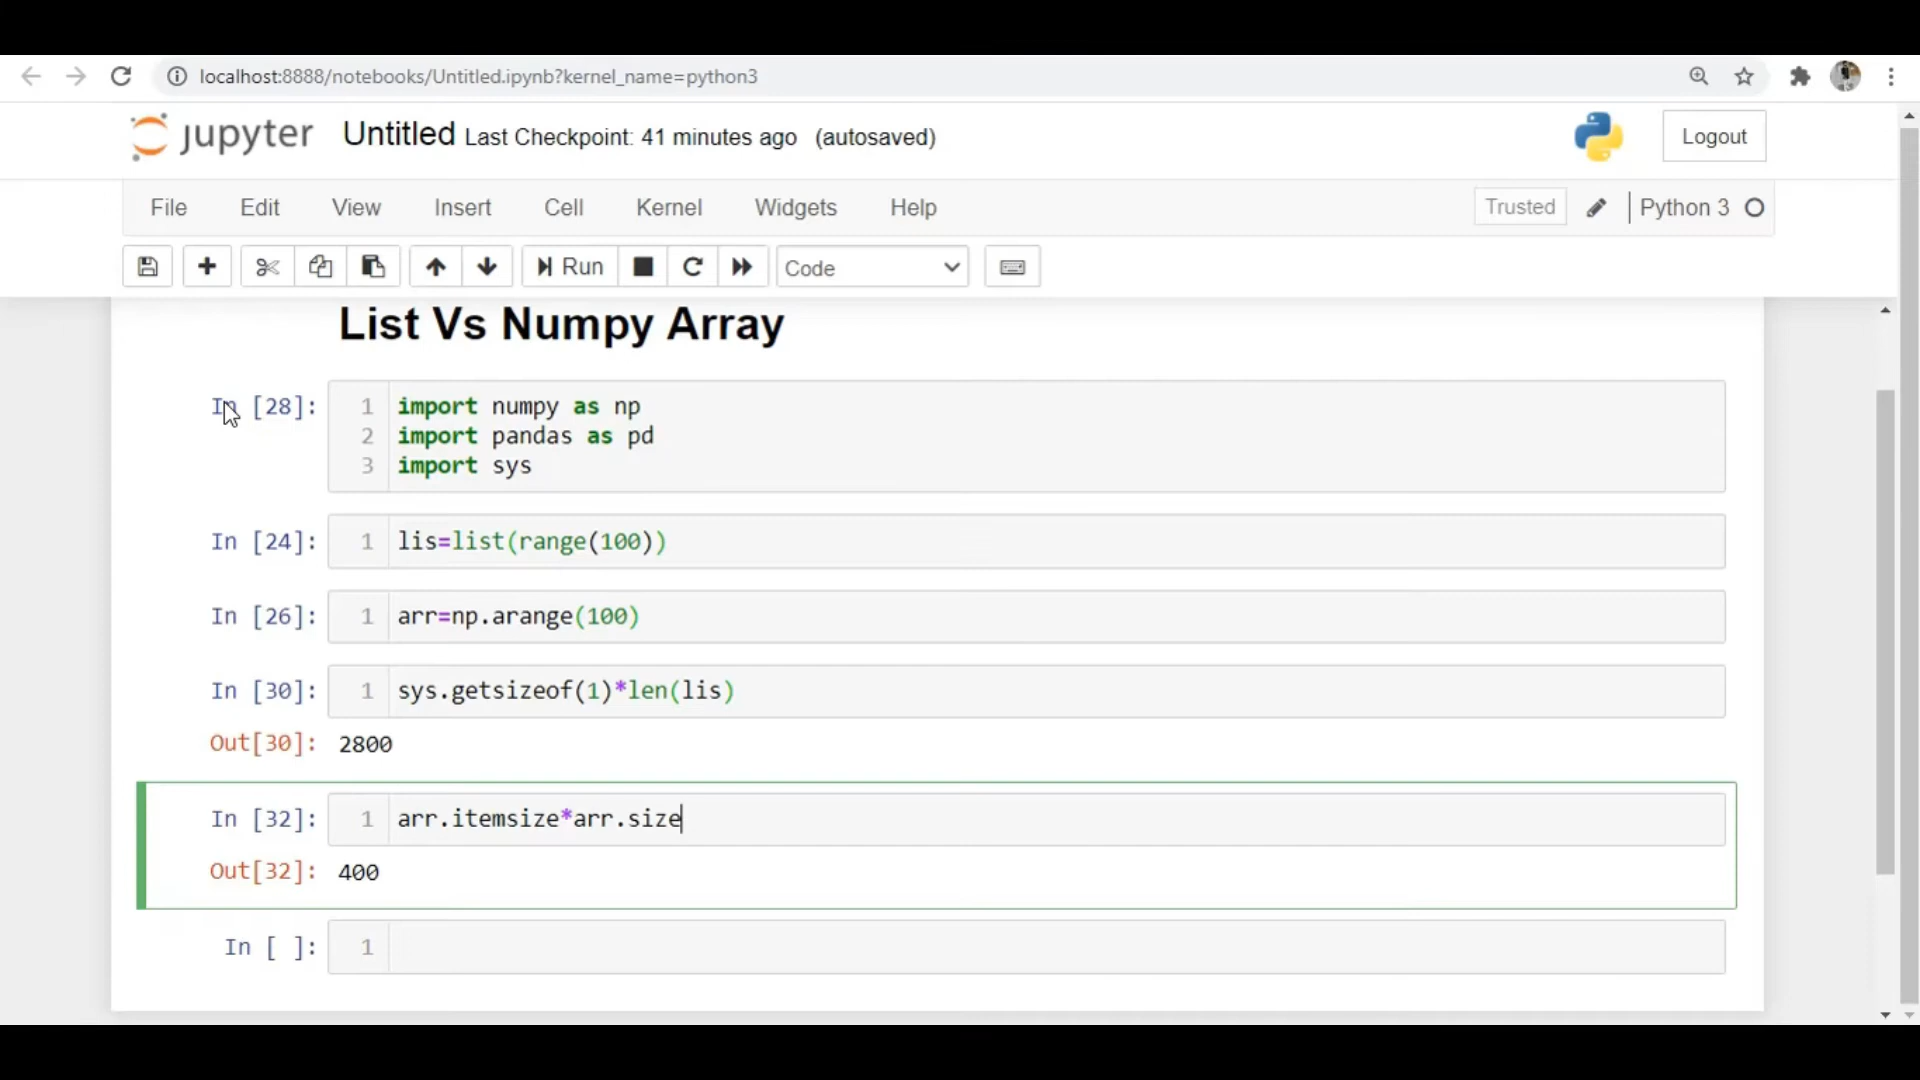 localhost:8888/notebooks/Untitled.ipynb?kernel_name=python3
jupyter Untitled Last Checkpoint: 41 minutes ago (autosaved) Logout
File Edit View Insert Cell Kernel Widgets Help Trusted Python 3
Run Code
List Vs Numpy Array
In [28]: 1 import numpy as np
2 import pandas as pd
3 import sys
In [24]: 1 lis=list(range(100))
In [26]: 1 arr=np.arange(100)
In [30]: 1 sys.getsizeof(1)*len(lis)
Out[30]: 2800
In [32]: 1 arr.itemsize*arr.size
Out[32]: 400
In [ ]: 1